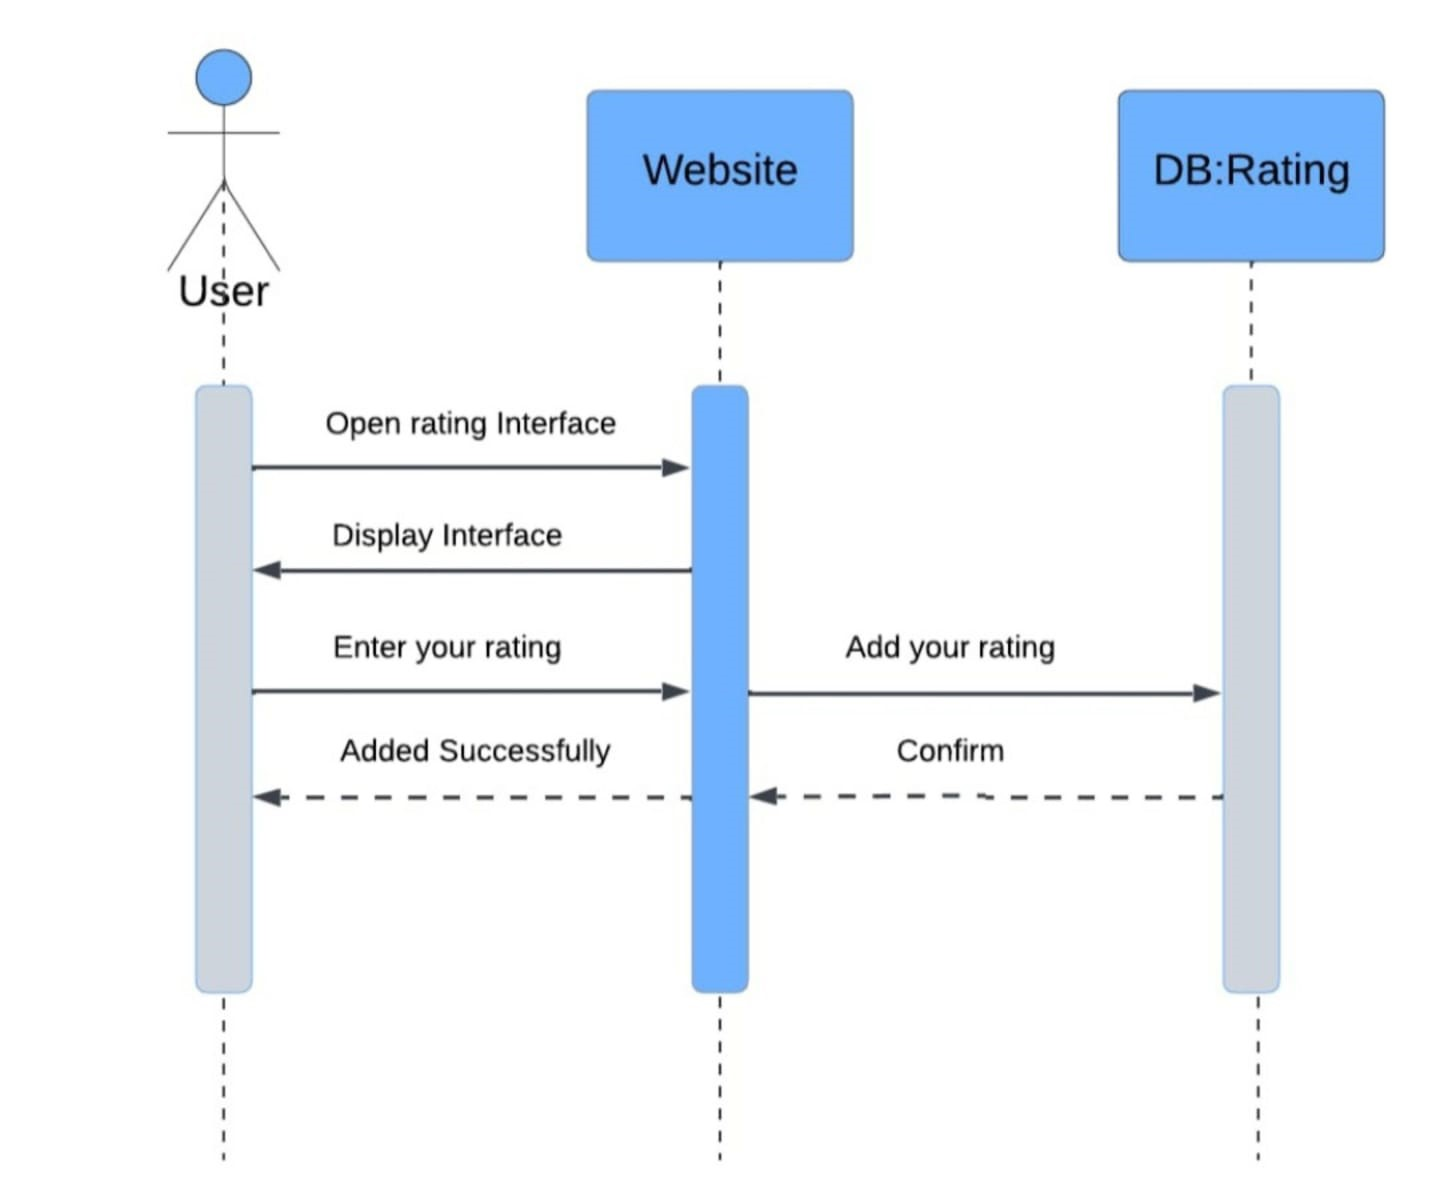 Website
DB:Rating
User
Open rating Interface
Display Interface
Enter your rating
Add your rating
Added Successfully
Confirm